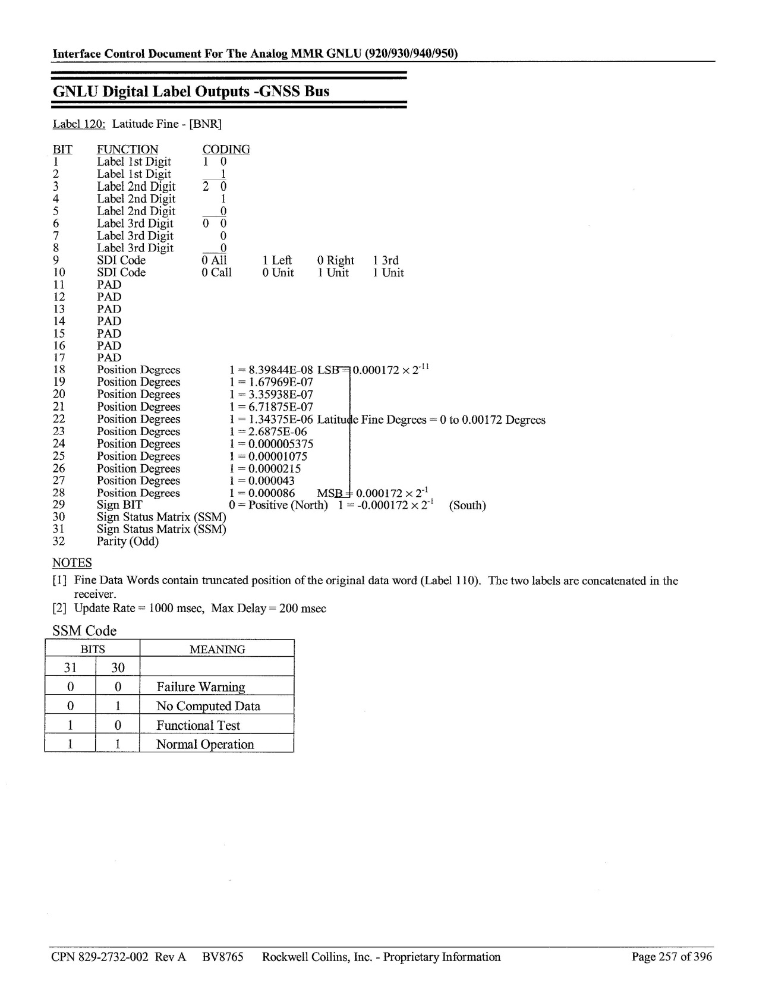 Interface Control Document For The Analog MMR GNLU (920/930/940/950)
GNLU Digital Label Outputs -GNSS Bus
Label 120: Latitude Fine - [BNR]
BIT FUNCTION CODING
1 Label 1st Digit 1 0
2 Label 1st Digit 1
3 Label 2nd Digit 2 0
4 Label 2nd Digit 1
5 Label 2nd Digit 0
6 Label 3rd Digit 0 0
7 Label 3rd Digit 0
8 Label 3rd Digit 0
9 SDI Code 0 All 1 Left 0 Right 1 3rd
10 SDI Code 0 Call 0 Unit 1 Unit 1 Unit
11 PAD
12 PAD
13 PAD
14 PAD
15 PAD
16 PAD
17 PAD
18 Position Degrees 1 = 8.39844E-08 LSB = 0.000172 × 2⁻¹¹
19 Position Degrees 1 = 1.67969E-07
20 Position Degrees 1 = 3.35938E-07
21 Position Degrees 1 = 6.71875E-07
22 Position Degrees 1 = 1.34375E-06 Latitude Fine Degrees = 0 to 0.00172 Degrees
23 Position Degrees 1 = 2.6875E-06
24 Position Degrees 1 = 0.000005375
25 Position Degrees 1 = 0.00001075
26 Position Degrees 1 = 0.0000215
27 Position Degrees 1 = 0.000043
28 Position Degrees 1 = 0.000086 MSB = 0.000172 × 2⁻¹
29 Sign BIT 0 = Positive (North) 1 = -0.000172 × 2⁻¹ (South)
30 Sign Status Matrix (SSM)
31 Sign Status Matrix (SSM)
32 Parity (Odd)
NOTES
[1] Fine Data Words contain truncated position of the original data word (Label 110). The two labels are concatenated in the
receiver.
[2] Update Rate = 1000 msec, Max Delay = 200 msec
SSM Code
BITS MEANING
31 30
0 0 Failure Warning
0 1 No Computed Data
1 0 Functional Test
1 1 Normal Operation
CPN 829-2732-002 Rev A BV8765 Rockwell Collins, Inc. - Proprietary Information Page 257 of 396